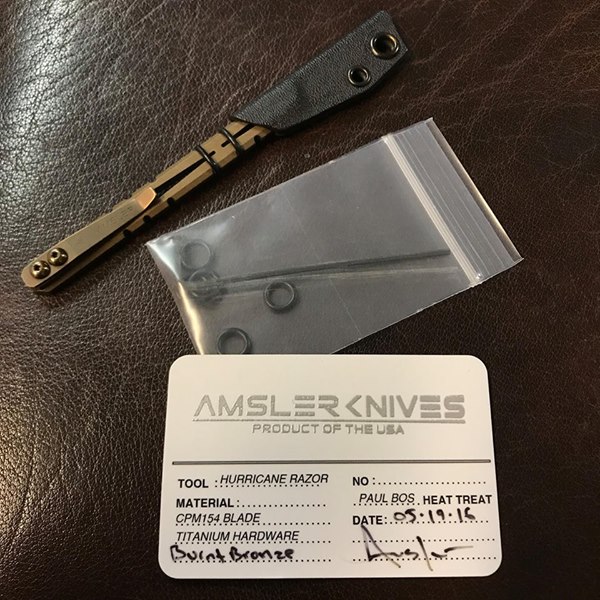 AMSLER KNIVES
PRODUCT OF THE USA
TOOL : HURRICANE RAZOR
MATERIAL :
CPM154 BLADE
TITANIUM HARDWARE
Burnt Bronze
NO :
PAUL BOS HEAT TREAT
DATE: 05.19.16
Amsler